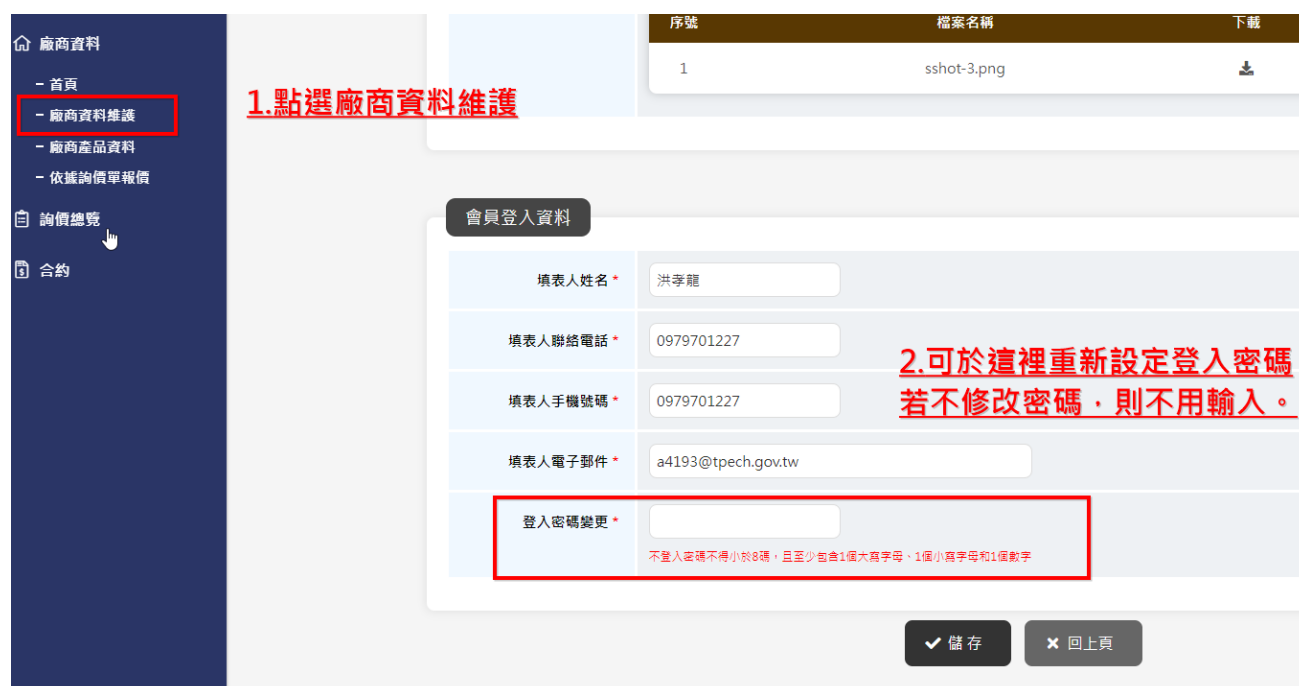 廠商資料
－ 首頁
－ 廠商資料維護
－ 廠商產品資料
－ 依據詢價單報價
詢價總覽
合約
1.點選廠商資料維護
序號 檔案名稱 下載
1 sshot-3.png
會員登入資料
填表人姓名 * 洪孝龍
填表人聯絡電話 * 0979701227
填表人手機號碼 * 0979701227
2.可於這裡重新設定登入密碼
若不修改密碼，則不用輸入。
填表人電子郵件 * a4193@tpech.gov.tw
登入密碼變更 *
不登入密碼不得小於8碼，且至少包含1個大寫字母、1個小寫字母和1個數字
儲存
回上頁